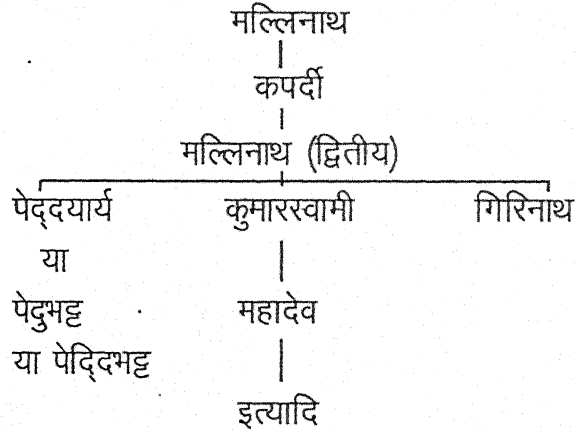 मल्लिनाथ
कपर्दी
मल्लिनाथ (द्वितीय)
पेद्दयार्य कुमारस्वामी गिरिनाथ
या
पेदुभट्ट महादेव
या पेद्दिभट्ट
इत्यादि